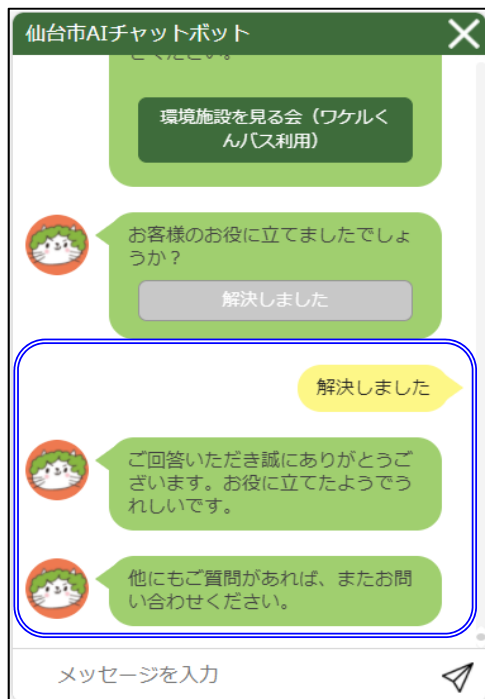 仙台市AIチャットボット
せください。
環境施設を見る会（ワケルく
んバス利用）
お客様のお役に立てましたでしょ
うか？
解決しました
解決しました
ご回答いただき誠にありがとうご
ざいます。お役に立てたようでう
れしいです。
他にもご質問があれば、またお問
い合わせください。
メッセージを入力